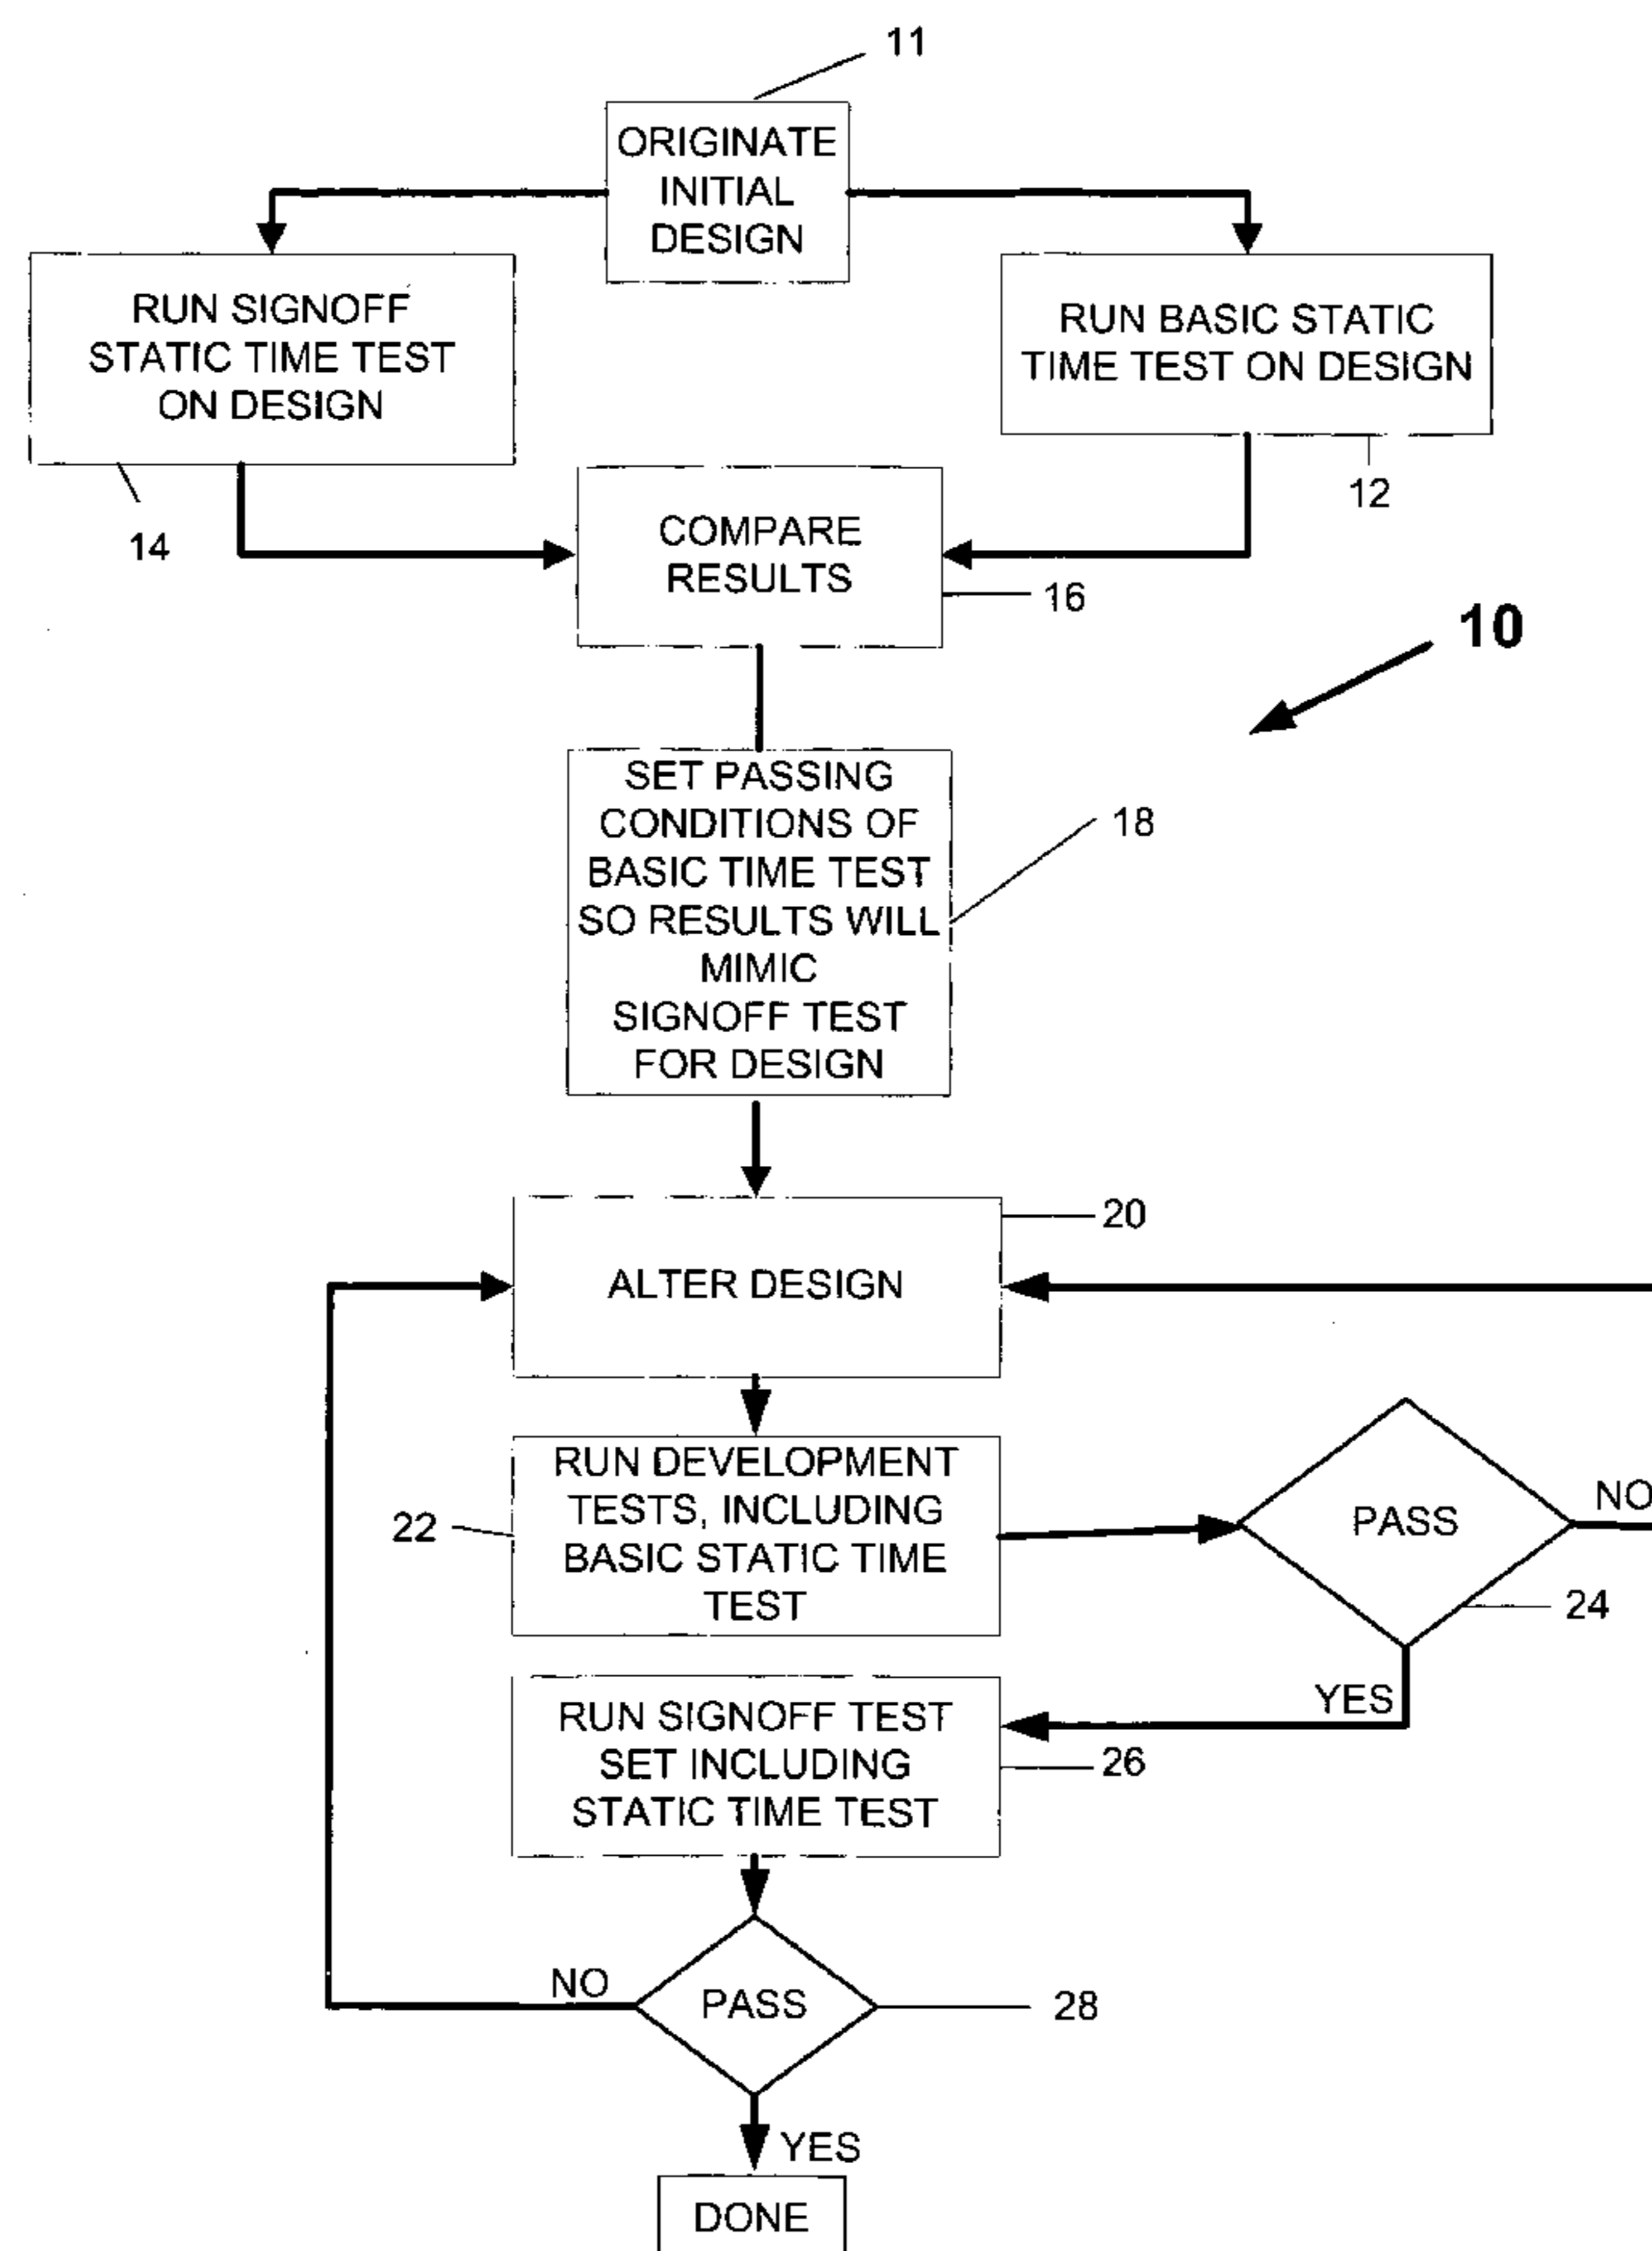 11
ORIGINATE
INITIAL
DESIGN
RUN SIGNOFF
STATIC TIME TEST
ON DESIGN
14
RUN BASIC STATIC
TIME TEST ON DESIGN
12
COMPARE
RESULTS
16
10
SET PASSING
CONDITIONS OF
BASIC TIME TEST
SO RESULTS WILL
MIMIC
SIGNOFF TEST
FOR DESIGN
18
20
ALTER DESIGN
RUN DEVELOPMENT
TESTS, INCLUDING
BASIC STATIC TIME
TEST
22
PASS
NO
24
YES
RUN SIGNOFF TEST
SET INCLUDING
STATIC TIME TEST
26
NO
PASS
28
YES
DONE